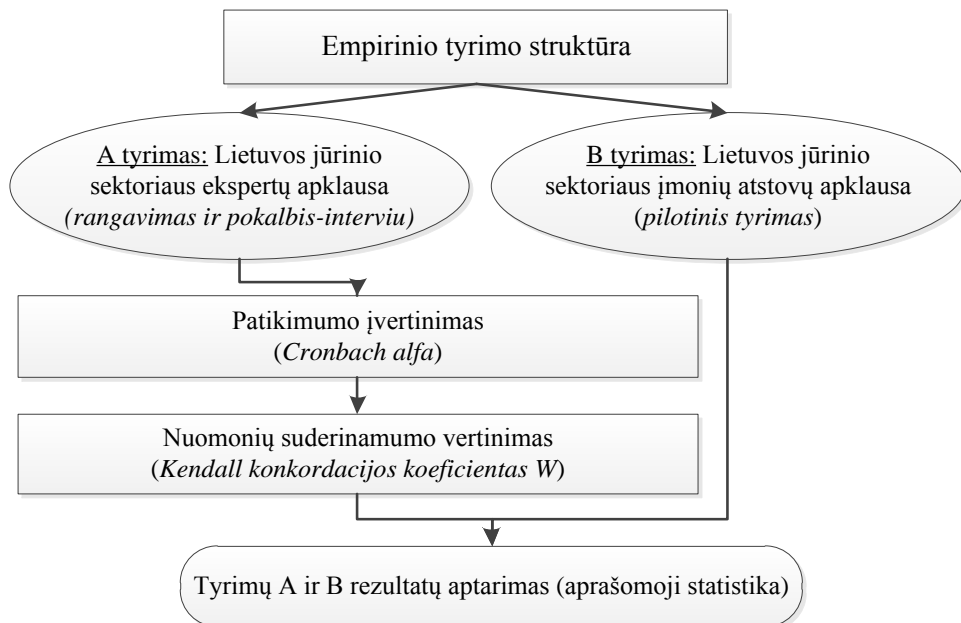 Empirinio tyrimo struktūra
A tyrimas: Lietuvos jūrinio
sektoriaus ekspertų apklausa
(rangavimas ir pokalbis-interviu)
B tyrimas: Lietuvos jūrinio
sektoriaus įmonių atstovų apklausa
(pilotinis tyrimas)
Patikimumo įvertinimas
(Cronbach alfa)
Nuomonių suderinamumo vertinimas
(Kendall konkordacijos koeficientas W)
Tyrimų A ir B rezultatų aptarimas (aprašomoji statistika)